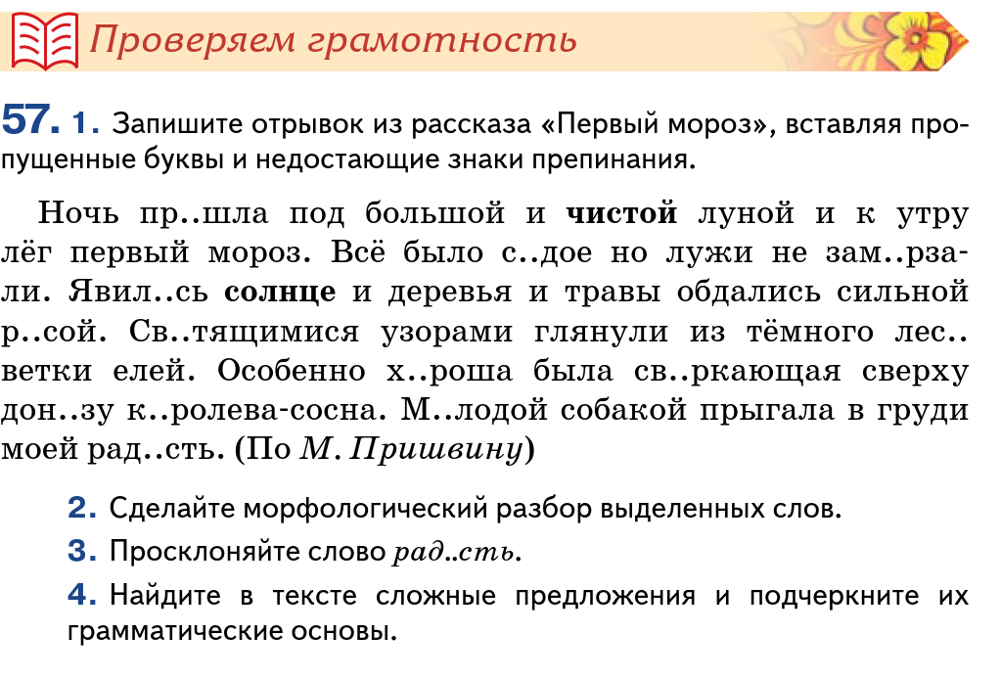 Проверяем грамотность
57. 1. Запишите отрывок из рассказа «Первый мороз», вставляя про-
пущенные буквы и недостающие знаки препинания.
Ночь пр..шла под большой и чистой луной и к утру
лёг первый мороз. Всё было с..дое но лужи не зам..рза-
ли. Явил..сь солнце и деревья и травы обдались сильной
р..сой. Св..тящимися узорами глянули из тёмного лес..
ветки елей. Особенно х..роша была св..ркающая сверху
дон..зу к..ролева-сосна. М..лодой собакой прыгала в груди
моей рад..сть. (По М. Пришвину)
2. Сделайте морфологический разбор выделенных слов.
3. Просклоняйте слово рад..сть.
4. Найдите в тексте сложные предложения и подчеркните их
грамматические основы.